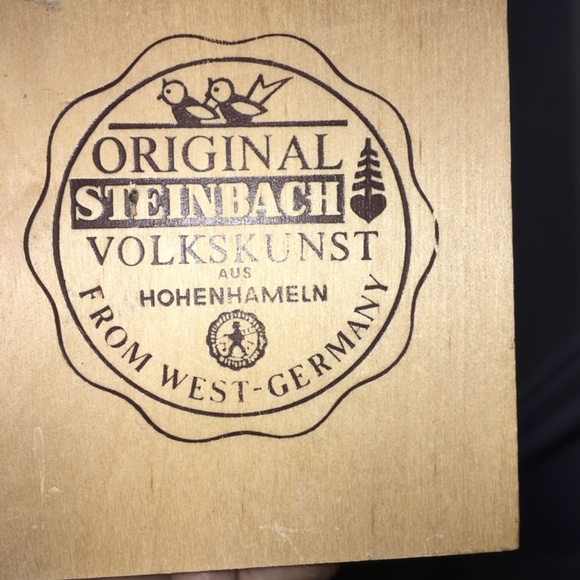 ORIGINAL
STEINBACH
VOLKSKUNST
AUS
HOHENHAMELN
FROM WEST-GERMANY